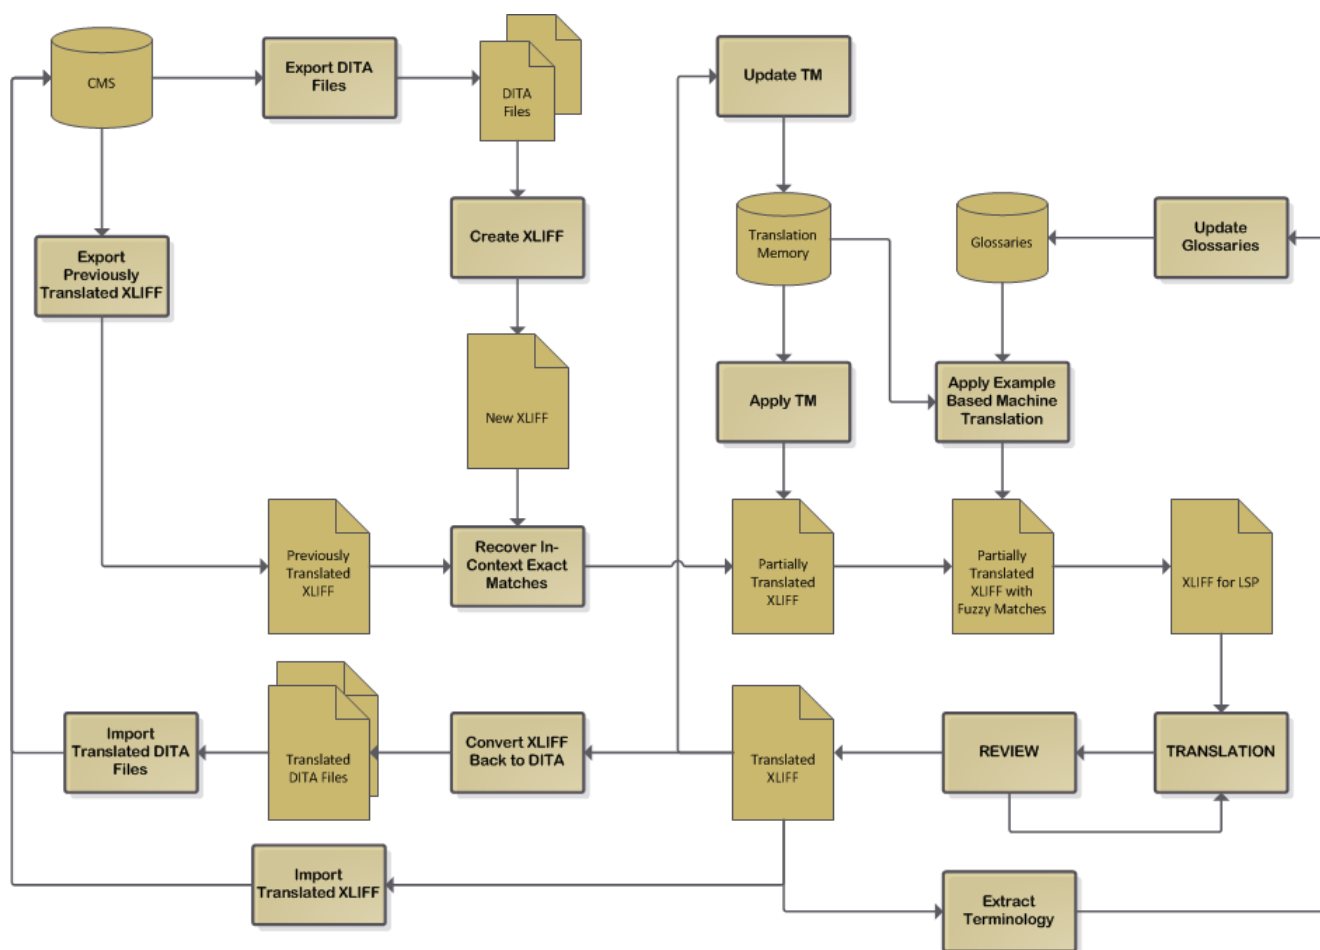 CMS
Export DITA
Files
DITA
Files
Update TM
Export
Previously
Translated XLIFF
Create XLIFF
Translation
Memory
Glossaries
Update
Glossaries
New XLIFF
Apply TM
Apply Example
Based Machine
Translation
Previously
Translated
XLIFF
Recover In-
Context Exact
Matches
Partially
Translated
XLIFF
Partially
Translated
XLIFF with
Fuzzy Matches
XLIFF for LSP
Import
Translated DITA
Files
Translated
DITA Files
Convert XLIFF
Back to DITA
Translated
XLIFF
REVIEW
TRANSLATION
Import
Translated XLIFF
Extract
Terminology